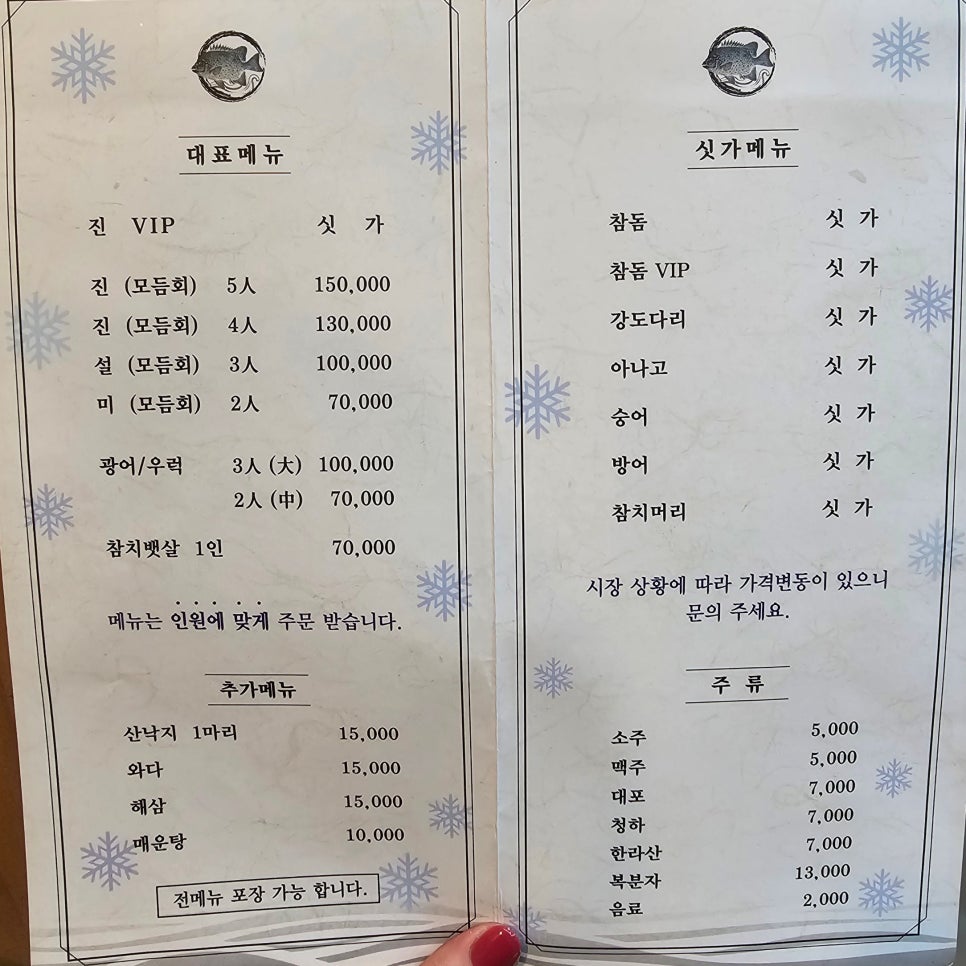 대표메뉴
진 VIP 싯 가
진 (모듬회) 5人 150,000
진 (모듬회) 4人 130,000
설 (모듬회) 3人 100,000
미 (모듬회) 2人 70,000
광어/우럭 3人 (大) 100,000
2人 (中) 70,000
참치뱃살 1인 70,000
메뉴는 인원에 맞게 주문 받습니다.
추가메뉴
산낙지 1마리 15,000
와다 15,000
해삼 15,000
매운탕 10,000
전메뉴 포장 가능 합니다.
싯가메뉴
참돔 싯 가
참돔 VIP 싯 가
강도다리 싯 가
아나고 싯 가
숭어 싯 가
방어 싯 가
참치머리 싯 가
시장 상황에 따라 가격변동이 있으니
문의 주세요.
주 류
소주 5,000
맥주 5,000
대포 7,000
청하 7,000
한라산 7,000
복분자 13,000
음료 2,000